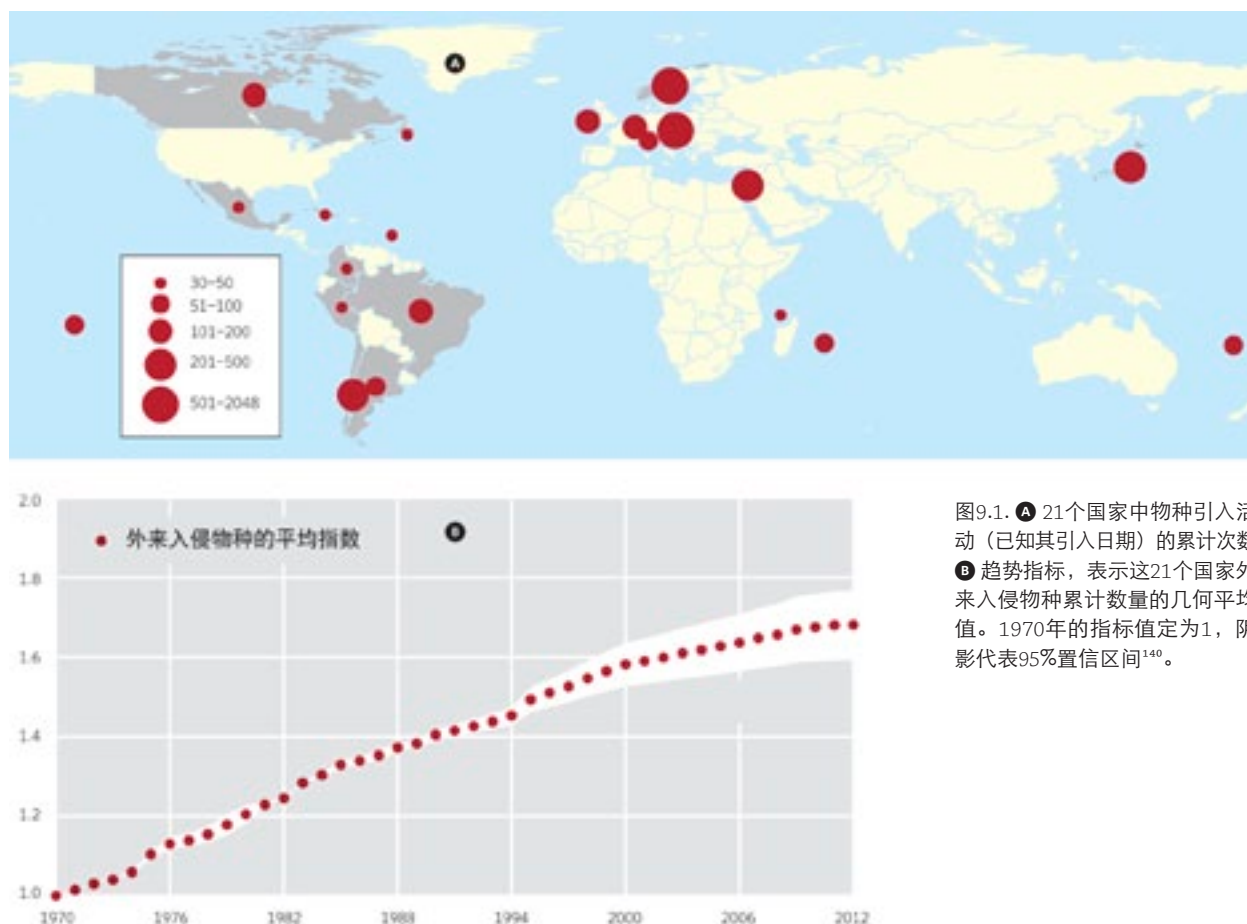 A
30-50
51-100
101-200
201-500
501-2048
2.0
1.8
1.6
1.4
1.2
1.0
外来入侵物种的平均指数
B
1970
1976
1982
1988
1994
2000
2006
2012
图9.1. A 21个国家中物种引入活
动（已知其引入日期）的累计次数
B 趋势指标，表示这21个国家外
来入侵物种累计数量的几何平均
值。1970年的指标值定为1，阴
影代表95%置信区间¹⁴⁰。